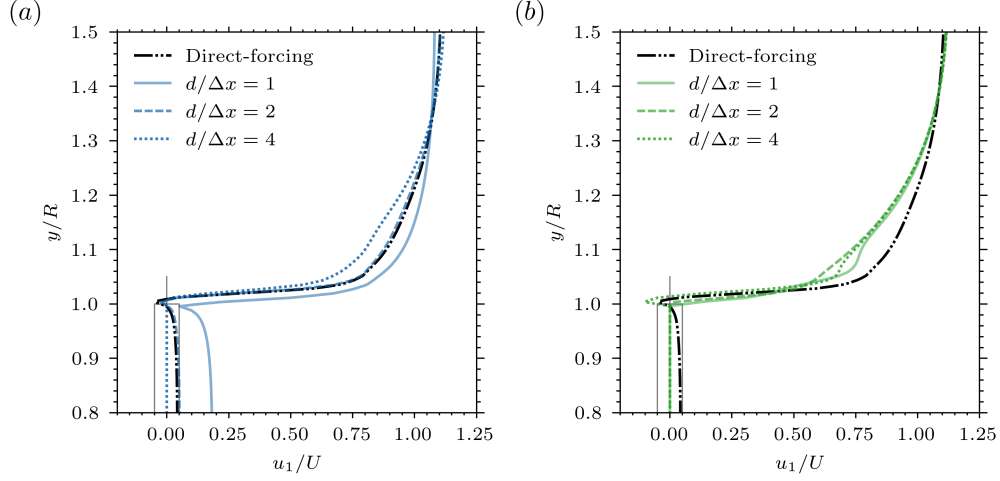 (a)
1.5
1.4
1.3
1.2
1.1
1.0
0.9
0.8
y/R
Direct-forcing
d/Δx = 1
d/Δx = 2
d/Δx = 4
0.00 0.25 0.50 0.75 1.00 1.25
u₁/U
(b)
1.5
1.4
1.3
1.2
1.1
1.0
0.9
0.8
y/R
Direct-forcing
d/Δx = 1
d/Δx = 2
d/Δx = 4
0.00 0.25 0.50 0.75 1.00 1.25
u₁/U